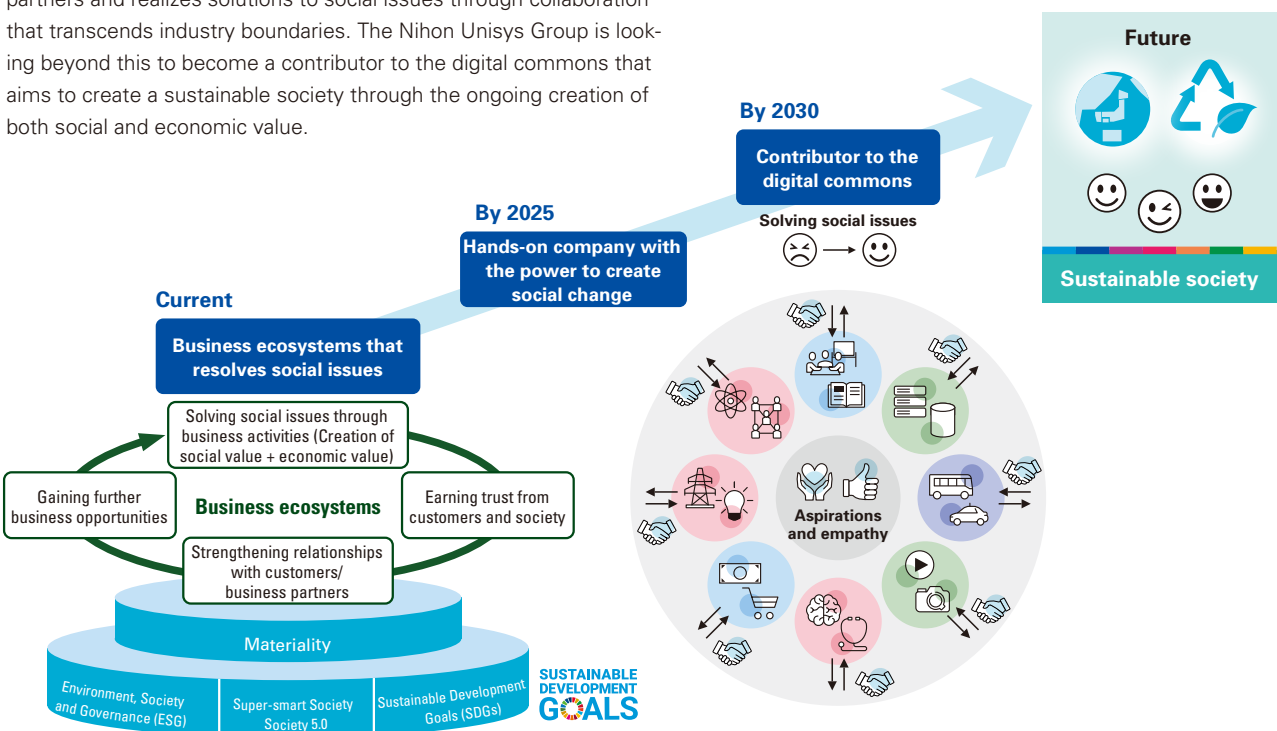 partners and realizes solutions to social issues through collaboration
that transcends industry boundaries. The Nihon Unisys Group is look-
ing beyond this to become a contributor to the digital commons that
aims to create a sustainable society through the ongoing creation of
both social and economic value.
Future
Sustainable society
By 2030
Contributor to the
digital commons
Solving social issues
By 2025
Hands-on company with
the power to create
social change
Current
Business ecosystems that
resolves social issues
Solving social issues through
business activities (Creation of
social value + economic value)
Gaining further
business opportunities
Business ecosystems
Earning trust from
customers and society
Strengthening relationships
with customers/
business partners
Materiality
Environment, Society
and Governance (ESG)
Super-smart Society
Society 5.0
Sustainable Development
Goals (SDGs)
SUSTAINABLE
DEVELOPMENT
GOALS
Aspirations
and empathy